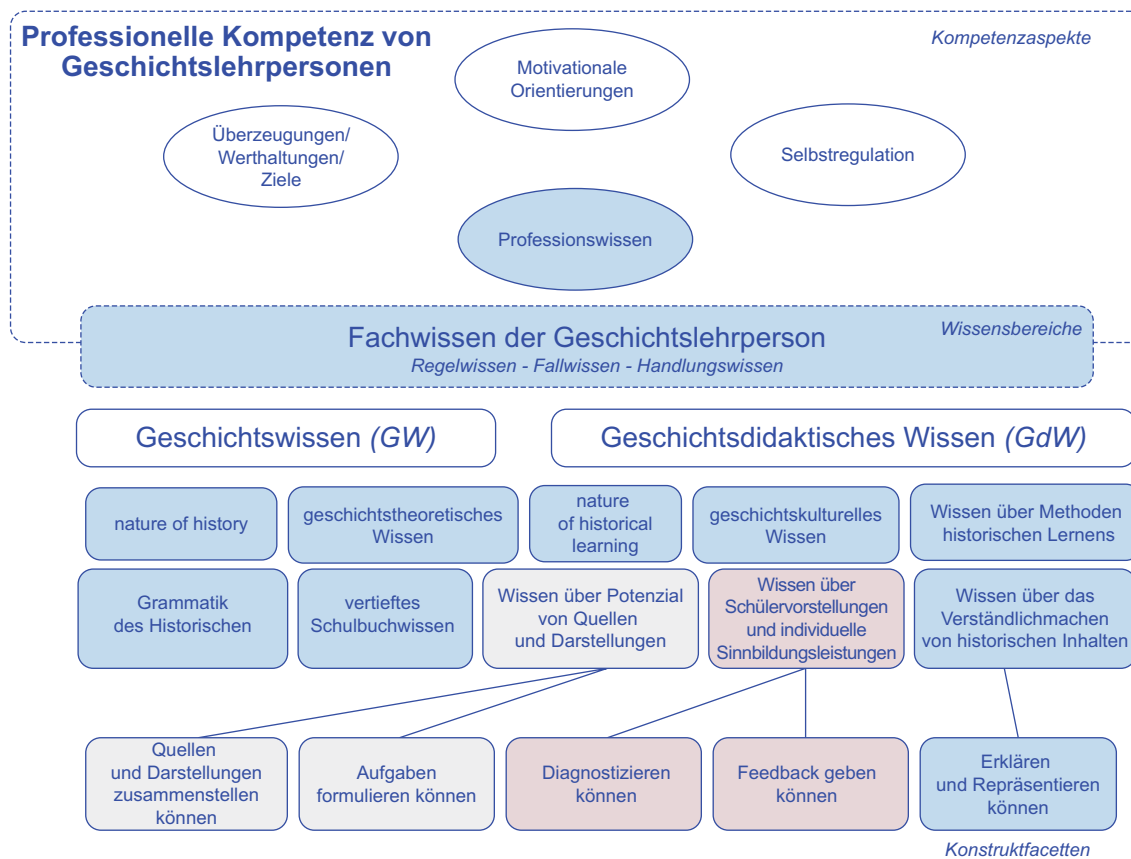 Professionelle Kompetenz von
Geschichtslehrpersonen
Kompetenzaspekte
Motivationale
Orientierungen
Überzeugungen/
Werthaltungen/
Ziele
Selbstregulation
Professionswissen
Fachwissen der Geschichtslehrperson
Wissensbereiche
Regelwissen - Fallwissen - Handlungswissen
Geschichtswissen (GW)
Geschichtsdidaktisches Wissen (GdW)
nature of history
geschichtstheoretisches
Wissen
nature
of historical
learning
geschichtskulturelles
Wissen
Wissen über Methoden
historischen Lernens
Grammatik
des Historischen
vertieftes
Schulbuchwissen
Wissen über Potenzial
von Quellen
und Darstellungen
Wissen über
Schülervorstellungen
und individuelle
Sinnbildungsleistungen
Wissen über das
Verständlichmachen
von historischen Inhalten
Quellen
und Darstellungen
zusammenstellen
können
Aufgaben
formulieren können
Diagnostizieren
können
Feedback geben
können
Erklären
und Repräsentieren
können
Konstruktfacetten